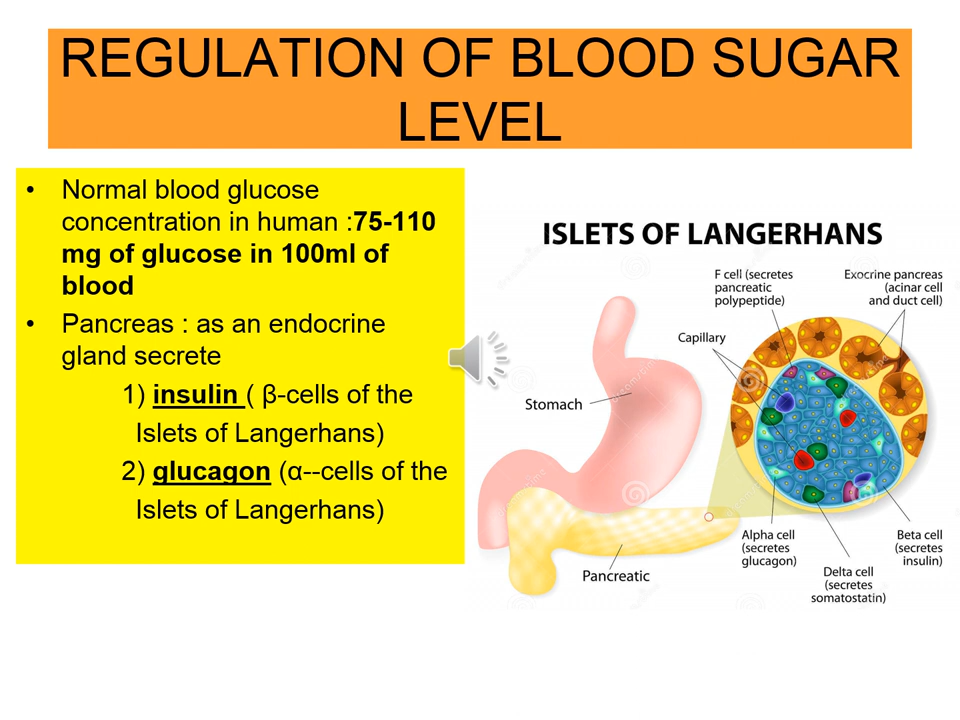 REGULATION OF BLOOD SUGAR
LEVEL
• Normal blood glucose
concentration in human :75-110
mg of glucose in 100ml of
blood
• Pancreas : as an endocrine
gland secrete
1) insulin ( β-cells of the
Islets of Langerhans)
2) glucagon (α--cells of the
Islets of Langerhans)
ISLETS OF LANGERHANS
F cell (secretes
pancreatic
polypeptide)
Exocrine pancreas
(acinar cell
and duct cell)
Capillary
Stomach
Pancreatic
Alpha cell
(secretes
glucagon)
Delta cell
(secretes
somatostatin)
Beta cell
(secretes
insulin)